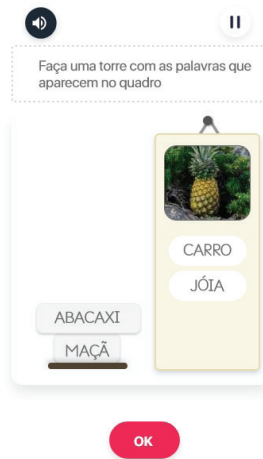 Faça uma torre com as palavras que
aparecem no quadro
CARRO
JÓIA
ABACAXI
MAÇÃ
OK